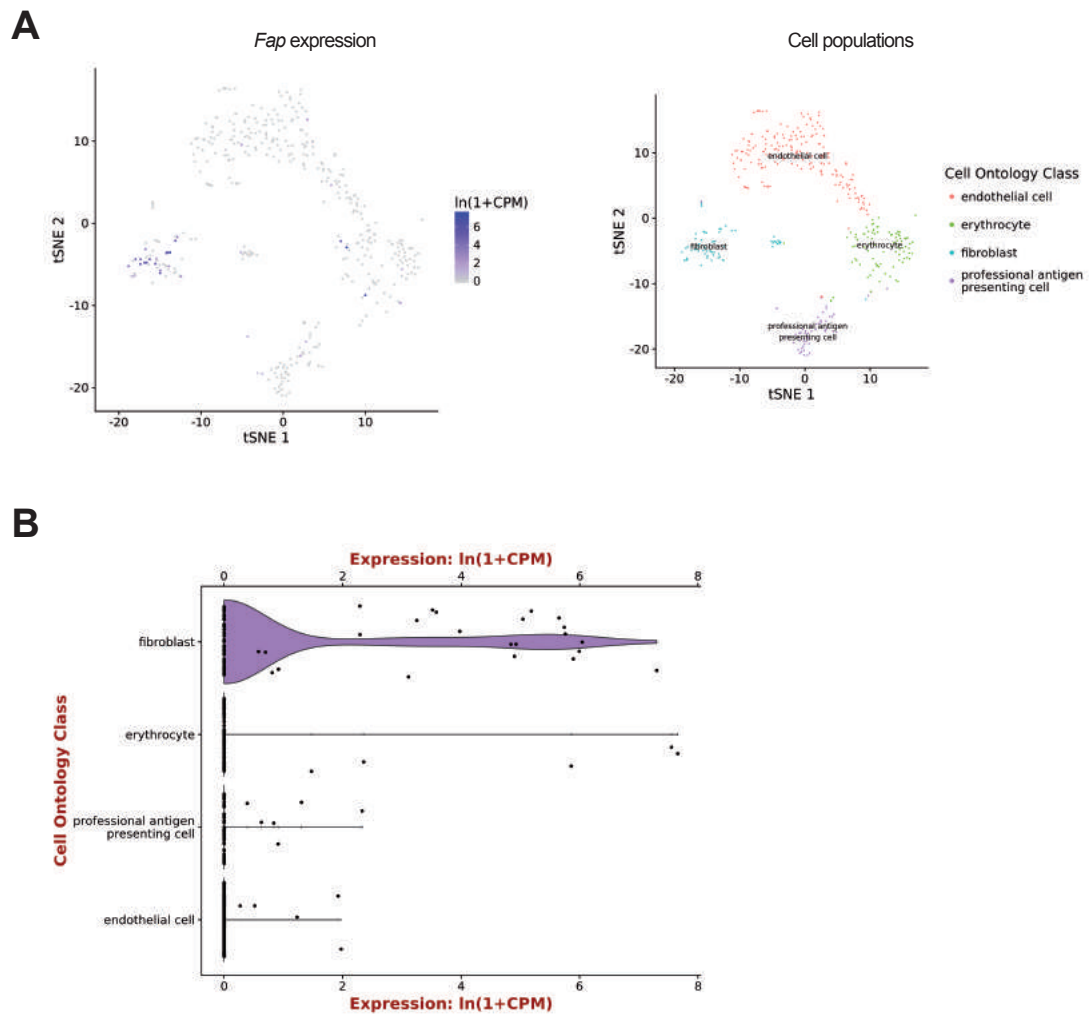 A
Fap expression
Cell populations
tSNE 2
10
0
-10
-20
-20
-10
0
10
tSNE 1
ln(1+CPM)
6
4
2
0
tSNE 2
10
0
-10
-20
endothelial cell
fibroblast
erythrocyte
professional antigen
presenting cell
-20
-10
0
10
tSNE 1
Cell Ontology Class
endothelial cell
erythrocyte
fibroblast
professional antigen
presenting cell
B
Expression: ln(1+CPM)
0 2 4 6 8
Cell Ontology Class
fibroblast
erythrocyte
professional antigen
presenting cell
endothelial cell
0 2 4 6 8
Expression: ln(1+CPM)